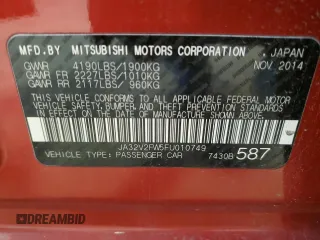 MFD.BY MITSUBISHI MOTORS CORPORATION , JAPAN
GVWR 4190LBS/1900KG NOV.2014
GAWR FR 2227LBS/1010KG
GAWR RR 2117LBS/ 960KG
THIS VEHICLE CONFORMS TO ALL APPLICABLE FEDERAL MOTOR VEHICLE SAFETY, BUMPER, AND THEFT PREVENTION STANDARDS IN EFFECT ON THE DATE OF MANUFACTURE SHOWN ABOVE.
JA32V2FW5FU010749
VEHICLE TYPE: PASSENGER CAR 7430B 587
DREAMBID